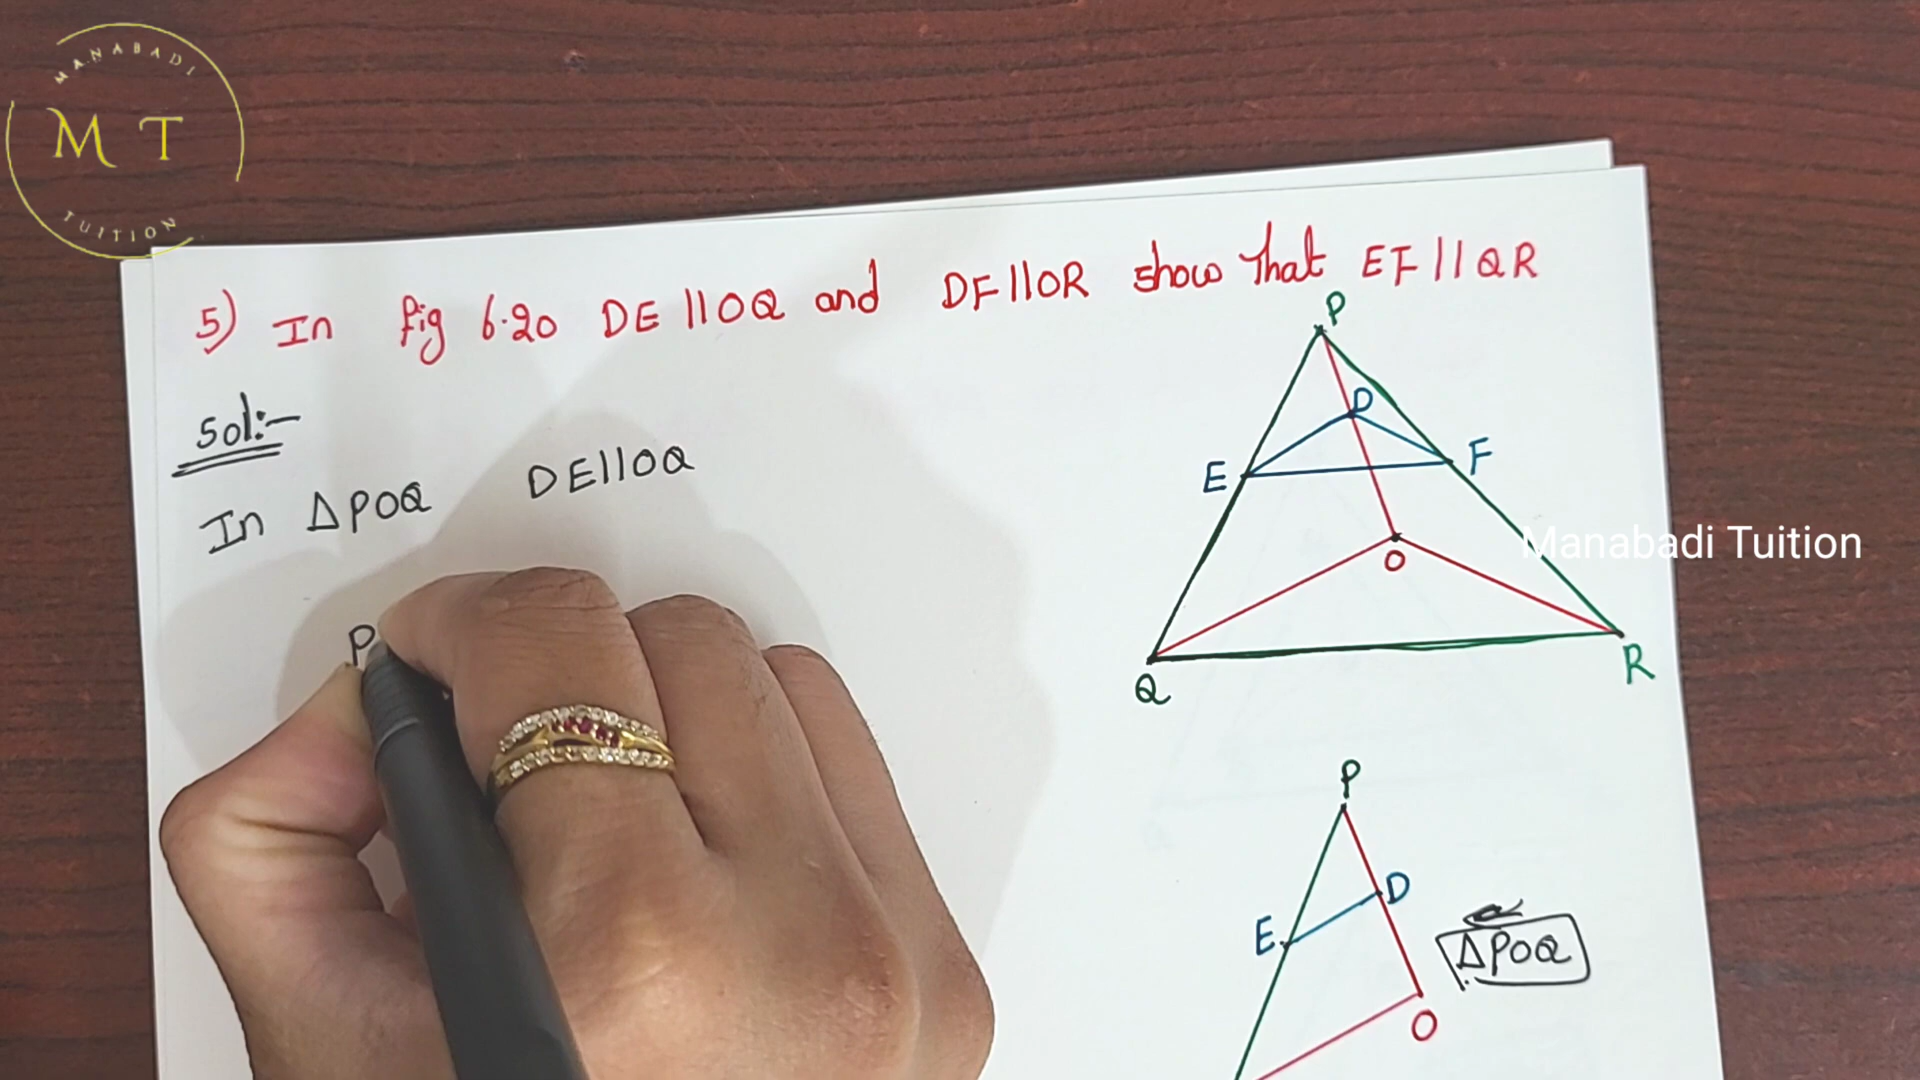 MANABADI
M T
TUITION
5) In fig 6.20 DE||OQ and DF||OR show that EF||QR
Sol:-
In ΔPOQ DE||OQ
P
P
D
E
F
O
Q
R
Manabadi Tuition
P
D
E
ΔPOQ
O